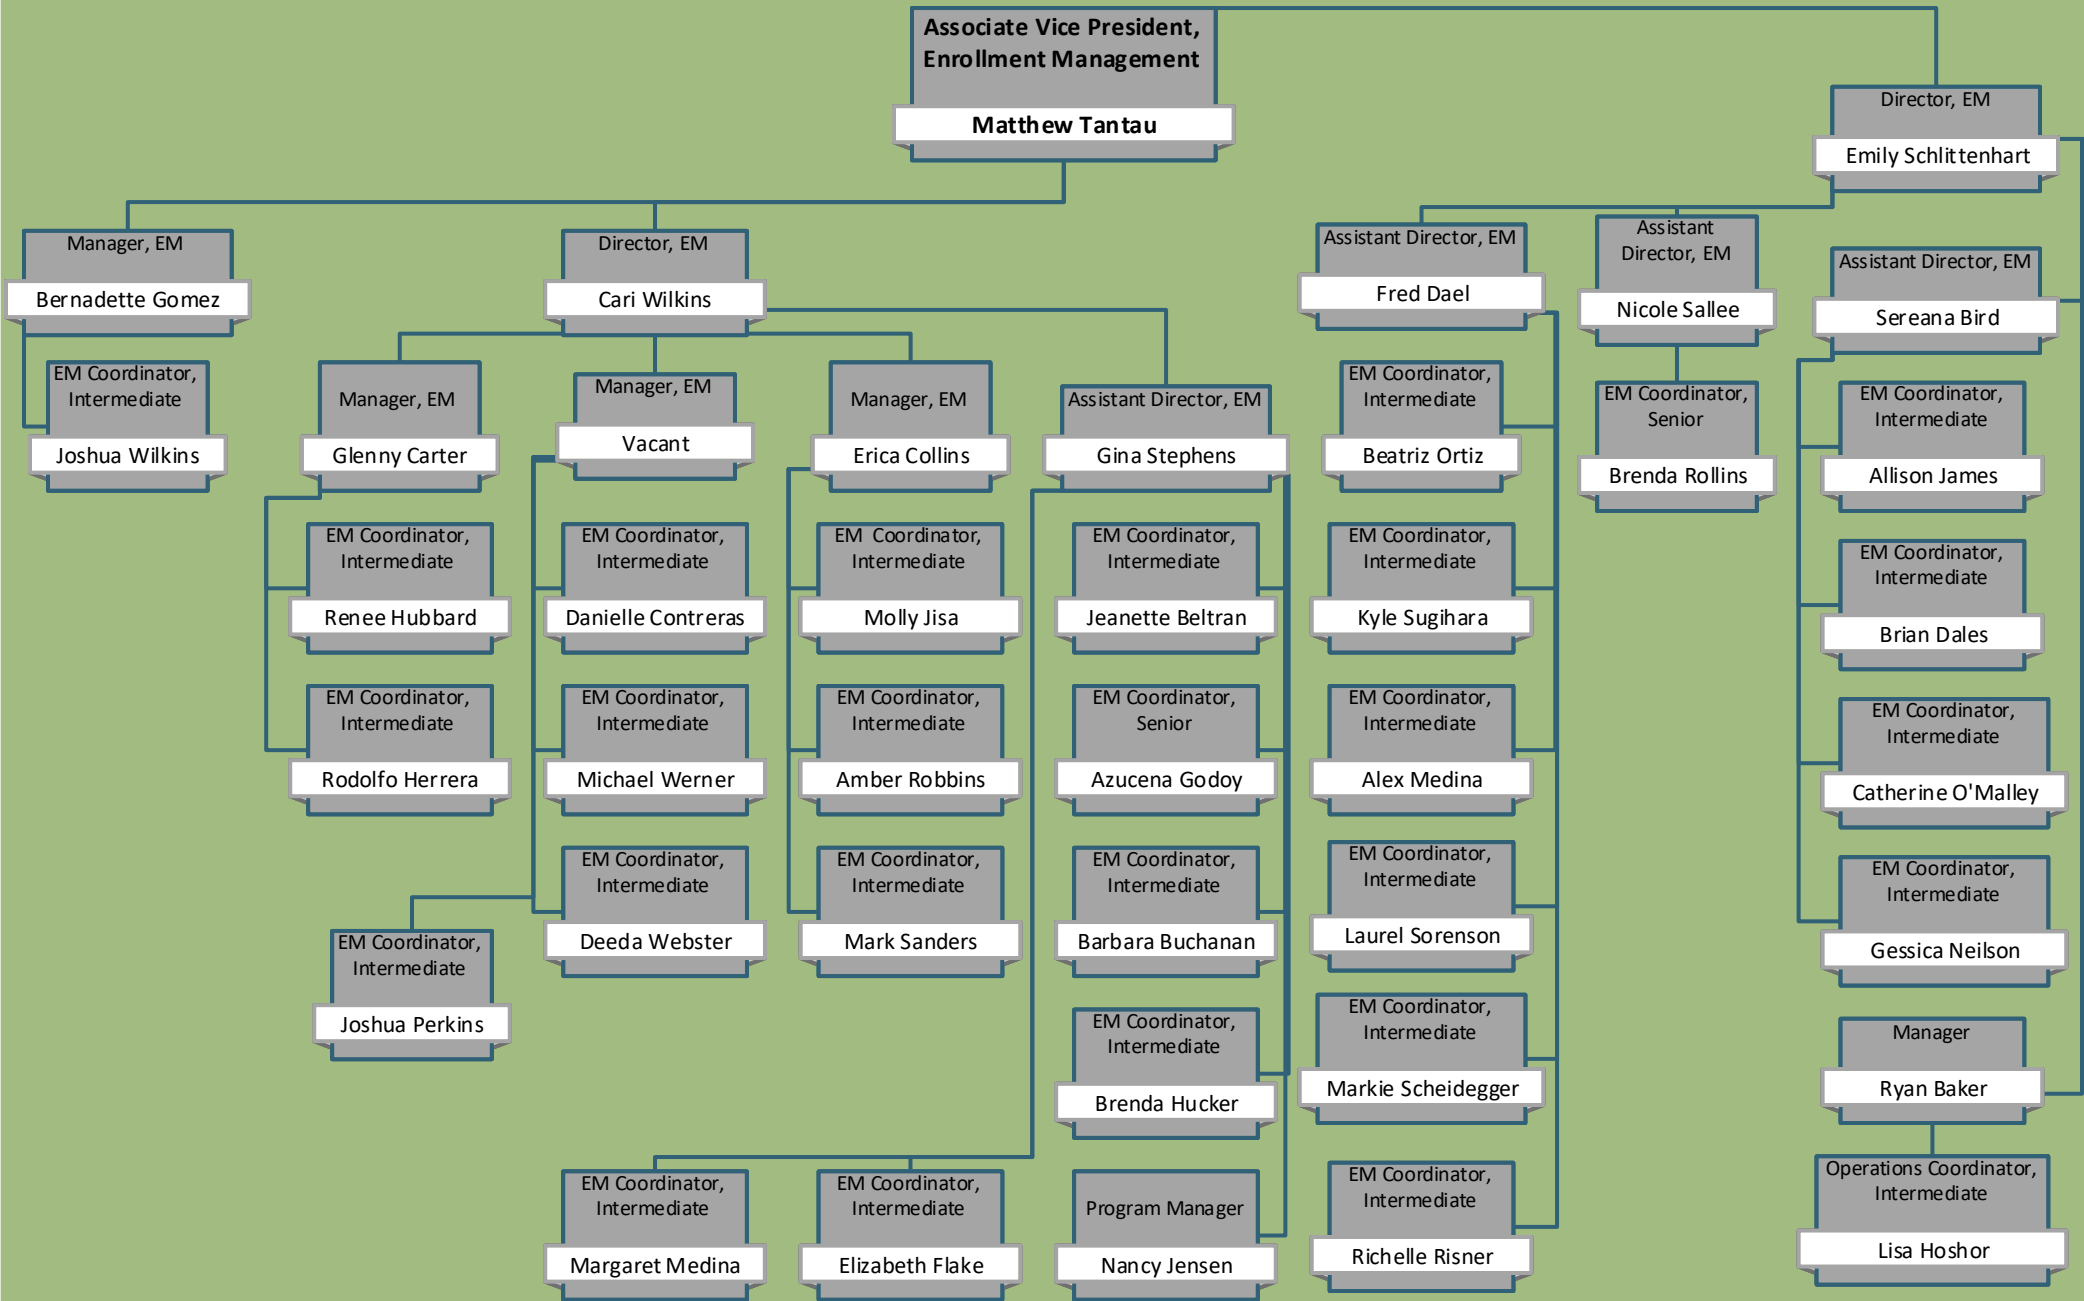 Associate Vice President,
Enrollment Management
Matthew Tantau
Director, EM
Emily Schlittenhart
Manager, EM
Bernadette Gomez
EM Coordinator,
Intermediate
Joshua Wilkins
Director, EM
Cari Wilkins
Manager, EM
Glenny Carter
EM Coordinator,
Intermediate
Renee Hubbard
EM Coordinator,
Intermediate
Rodolfo Herrera
Manager, EM
Vacant
EM Coordinator,
Intermediate
Danielle Contreras
EM Coordinator,
Intermediate
Michael Werner
EM Coordinator,
Intermediate
Deeda Webster
EM Coordinator,
Intermediate
Joshua Perkins
Manager, EM
Erica Collins
EM Coordinator,
Intermediate
Molly Jisa
EM Coordinator,
Intermediate
Amber Robbins
EM Coordinator,
Intermediate
Mark Sanders
Assistant Director, EM
Gina Stephens
EM Coordinator,
Intermediate
Jeanette Beltran
EM Coordinator,
Senior
Azucena Godoy
EM Coordinator,
Intermediate
Barbara Buchanan
EM Coordinator,
Intermediate
Brenda Hucker
EM Coordinator,
Intermediate
Margaret Medina
EM Coordinator,
Intermediate
Elizabeth Flake
Program Manager
Nancy Jensen
Assistant Director, EM
Fred Dael
EM Coordinator,
Intermediate
Beatriz Ortiz
EM Coordinator,
Intermediate
Kyle Sugihara
EM Coordinator,
Intermediate
Alex Medina
EM Coordinator,
Intermediate
Laurel Sorenson
EM Coordinator,
Intermediate
Markie Scheidegger
EM Coordinator,
Intermediate
Richelle Risner
Assistant
Director, EM
Nicole Sallee
EM Coordinator,
Senior
Brenda Rollins
Assistant Director, EM
Sereana Bird
EM Coordinator,
Intermediate
Allison James
EM Coordinator,
Intermediate
Brian Dales
EM Coordinator,
Intermediate
Catherine O'Malley
EM Coordinator,
Intermediate
Gessica Neilson
Manager
Ryan Baker
Operations Coordinator,
Intermediate
Lisa Hoshor